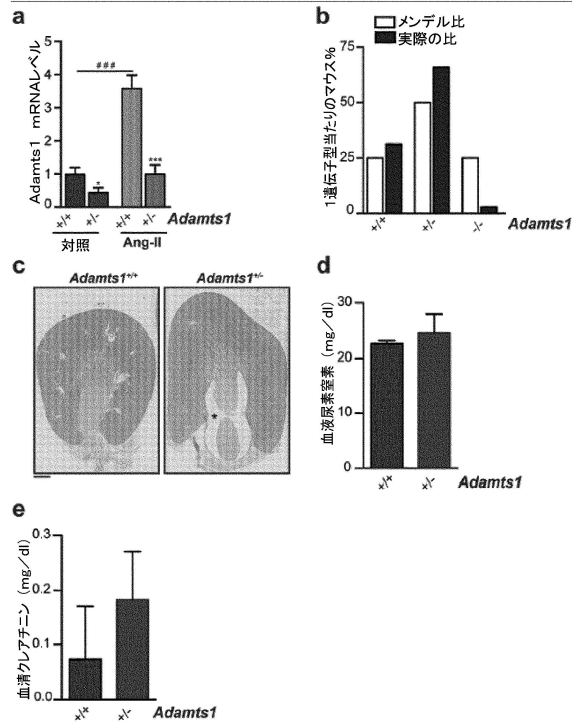 a
Adamts1 mRNAレベル
5
4
3
2
1
0
###
*
***
+/+
+/-
+/+
+/-
Adamts1
対照
Ang-II
b
メンデル比
実際の比
1遺伝子型当たりのマウス%
75
50
25
0
+/+
+/-
-/-
Adamts1
c
Adamts1+/+
Adamts1+/-
*
d
血液尿素窒素 (mg/dl)
30
20
10
0
+/+
+/-
Adamts1
e
血清クレアチニン (mg/dl)
0.3
0.2
0.1
0.0
+/+
+/-
Adamts1